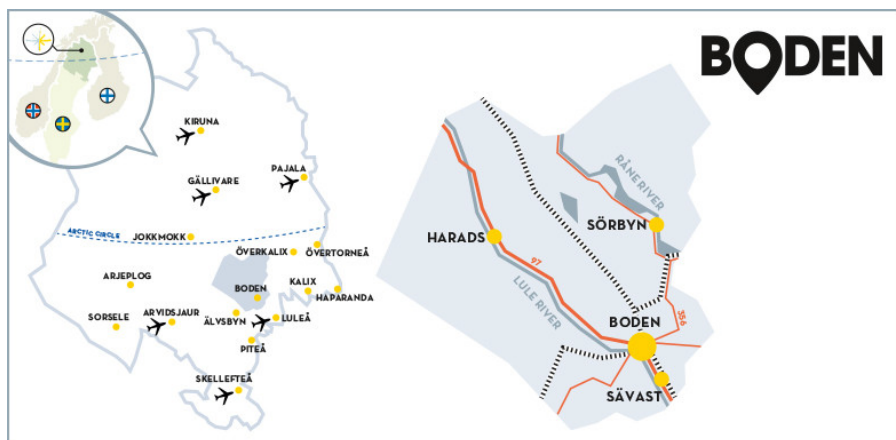 BODEN
KIRUNA
PAJALA
GÄLLIVARE
ARCTIC CIRCLE
JOKKMOKK
ÖVERKALIX
ÖVERTORNEÅ
ARJEPLOG
BODEN
KALIX
HAPARANDA
SORSELE
ARVIDSJAUR
ÄLVSBYN
LULEÅ
PITEÅ
SKELLEFTEÅ
RÅNE RIVER
SÖRBYN
HARADS
97
LULE RIVER
BODEN
356
SÄVAST